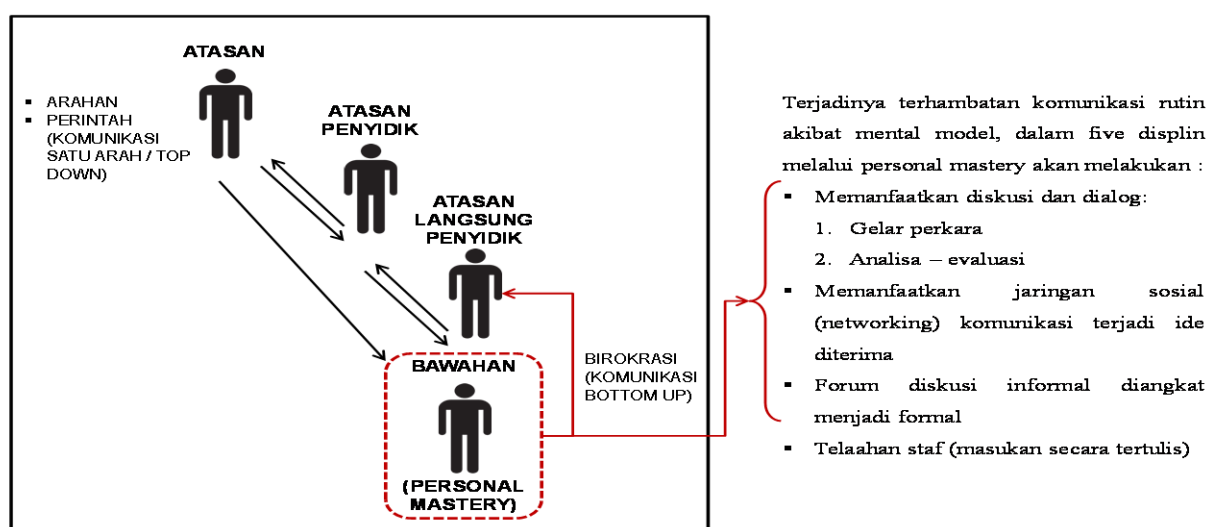 ATASAN
▪ ARAHAN
▪ PERINTAH
(KOMUNIKASI
SATU ARAH / TOP
DOWN)
ATASAN
PENYIDIK
ATASAN
LANGSUNG
PENYIDIK
BAWAHAN
(PERSONAL
MASTERY)
BIROKRASI
(KOMUNIKASI
BOTTOM UP)
Terjadinya terhambatan komunikasi rutin
akibat mental model, dalam five displin
melalui personal mastery akan melakukan :
▪ Memanfaatkan diskusi dan dialog:
1. Gelar perkara
2. Analisa – evaluasi
▪ Memanfaatkan jaringan sosial
(networking) komunikasi terjadi ide
diterima
▪ Forum diskusi informal diangkat
menjadi formal
▪ Telaahan staf (masukan secara tertulis)